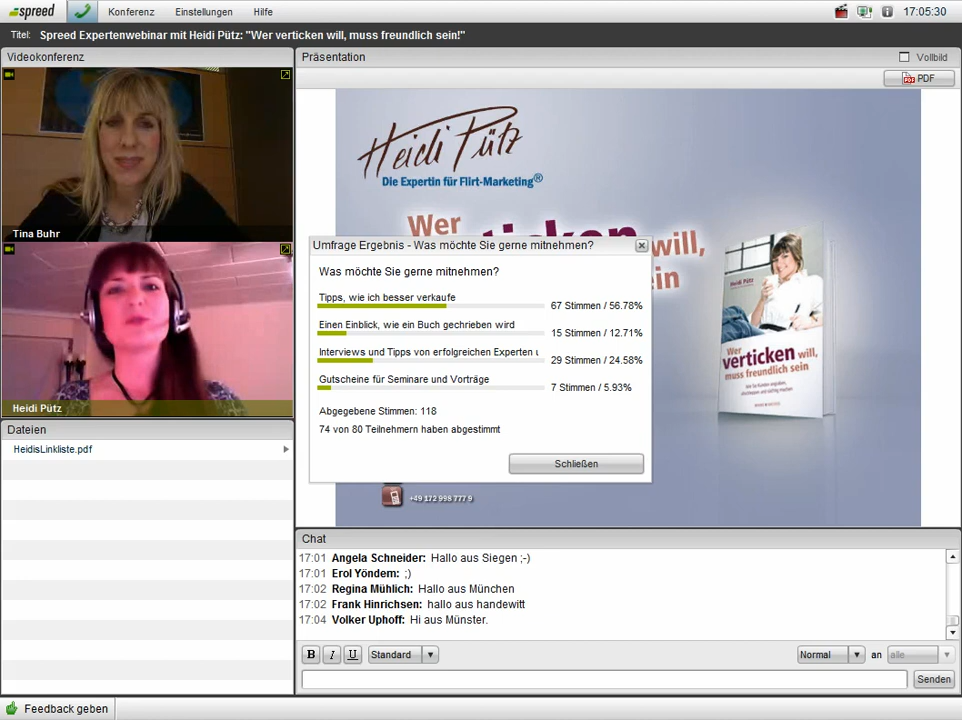 spreed Konferenz Einstellungen Hilfe 17:05:30
Titel: Spreed Expertenwebinar mit Heidi Pütz: "Wer verticken will, muss freundlich sein!"
Videokonferenz
Tina Buhr
Heidi Pütz
Dateien
HeidisLinkliste.pdf
Präsentation Vollbild
PDF
Heidi Pütz
Die Expertin für Flirt-Marketing®
Wer
verticken will,
ein
Heidi Pütz
Wer
verticken will,
muss freundlich sein
Umfrage Ergebnis - Was möchte Sie gerne mitnehmen?
Was möchte Sie gerne mitnehmen?
Tipps, wie ich besser verkaufe 67 Stimmen / 56.78%
Einen Einblick, wie ein Buch gechrieben wird 15 Stimmen / 12.71%
Interviews und Tipps von erfolgreichen Experten u 29 Stimmen / 24.58%
Gutscheine für Seminare und Vorträge 7 Stimmen / 5.93%
Abgegebene Stimmen: 118
74 von 80 Teilnehmern haben abgestimmt
Schließen
+49 172 998 777 9
Chat
17:01 Angela Schneider: Hallo aus Siegen ;-)
17:01 Erol Yöndem: ;)
17:02 Regina Mühlich: Hallo aus München
17:02 Frank Hinrichsen: hallo aus handewitt
17:04 Volker Uphoff: Hi aus Münster.
B I U Standard Normal an alle
Senden
Feedback geben